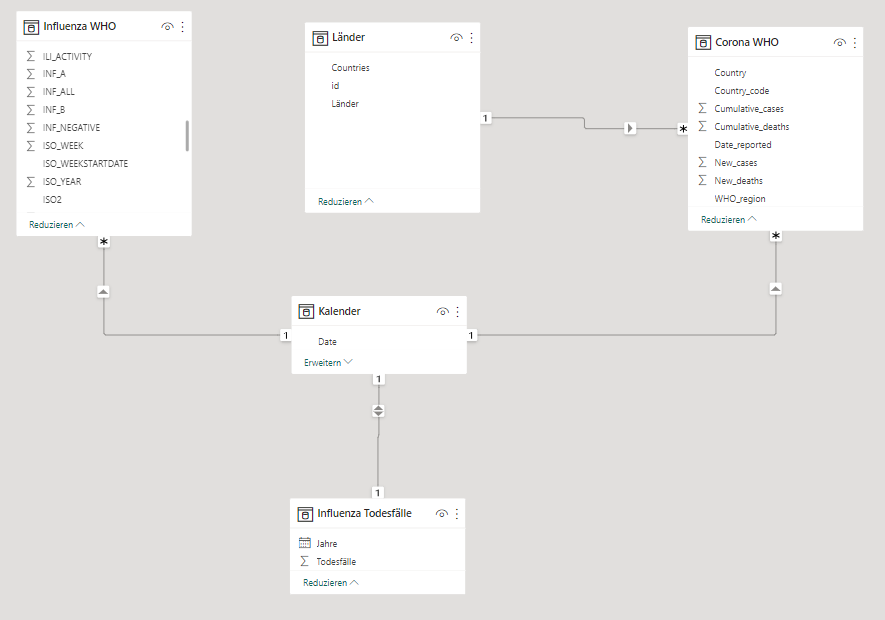 Influenza WHO
ILI_ACTIVITY
INF_A
INF_ALL
INF_B
INF_NEGATIVE
ISO_WEEK
ISO_WEEKSTARTDATE
ISO_YEAR
ISO2
Reduzieren
*
Länder
Countries
id
Länder
Reduzieren
1
*
Corona WHO
Country
Country_code
Cumulative_cases
Cumulative_deaths
Date_reported
New_cases
New_deaths
WHO_region
Reduzieren
*
1
Kalender
Date
Erweitern
1
1
1
Influenza Todesfälle
Jahre
Todesfälle
Reduzieren